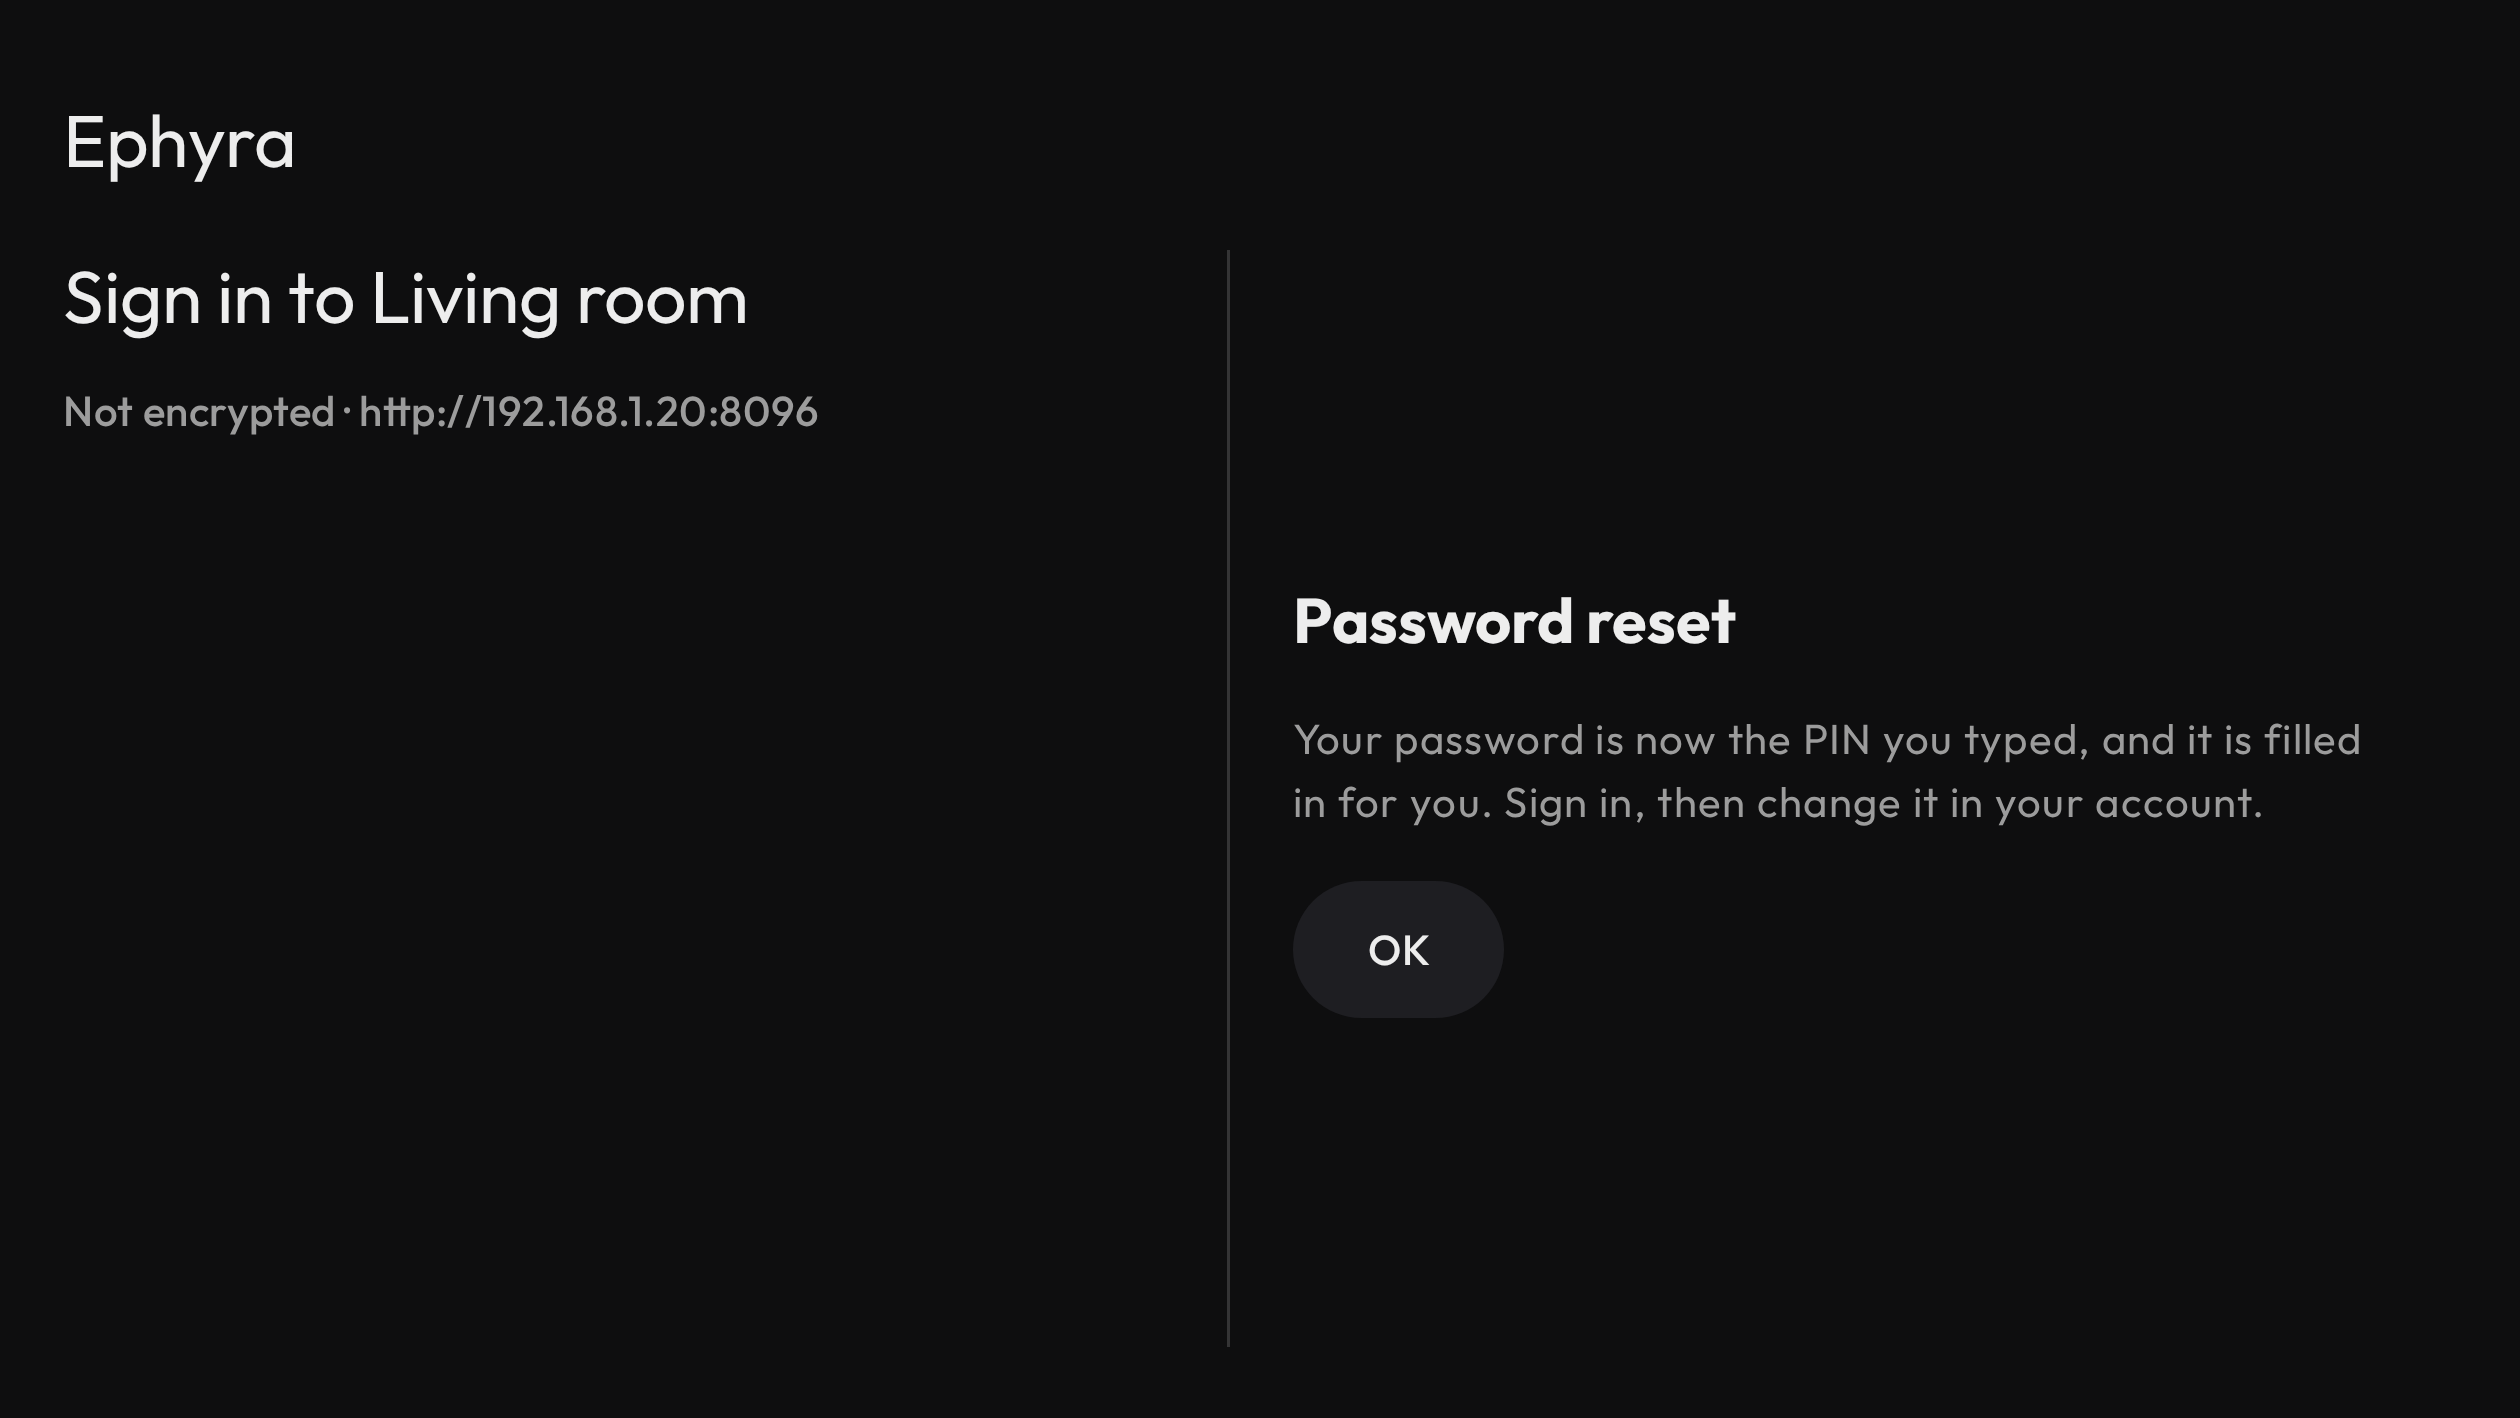 Ephyra
Sign in to Living room
Not encrypted · http://192.168.1.20:8096
Password reset
Your password is now the PIN you typed, and it is filled
in for you. Sign in, then change it in your account.
OK